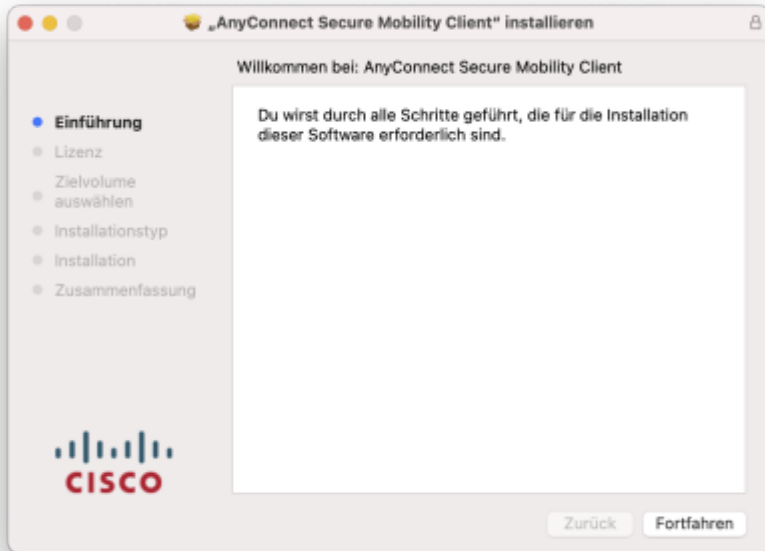 „AnyConnect Secure Mobility Client“ installieren
Willkommen bei: AnyConnect Secure Mobility Client
Einführung
Lizenz
Zielvolume
auswählen
Installationstyp
Installation
Zusammenfassung
Du wirst durch alle Schritte geführt, die für die Installation
dieser Software erforderlich sind.
CISCO
Zurück
Fortfahren